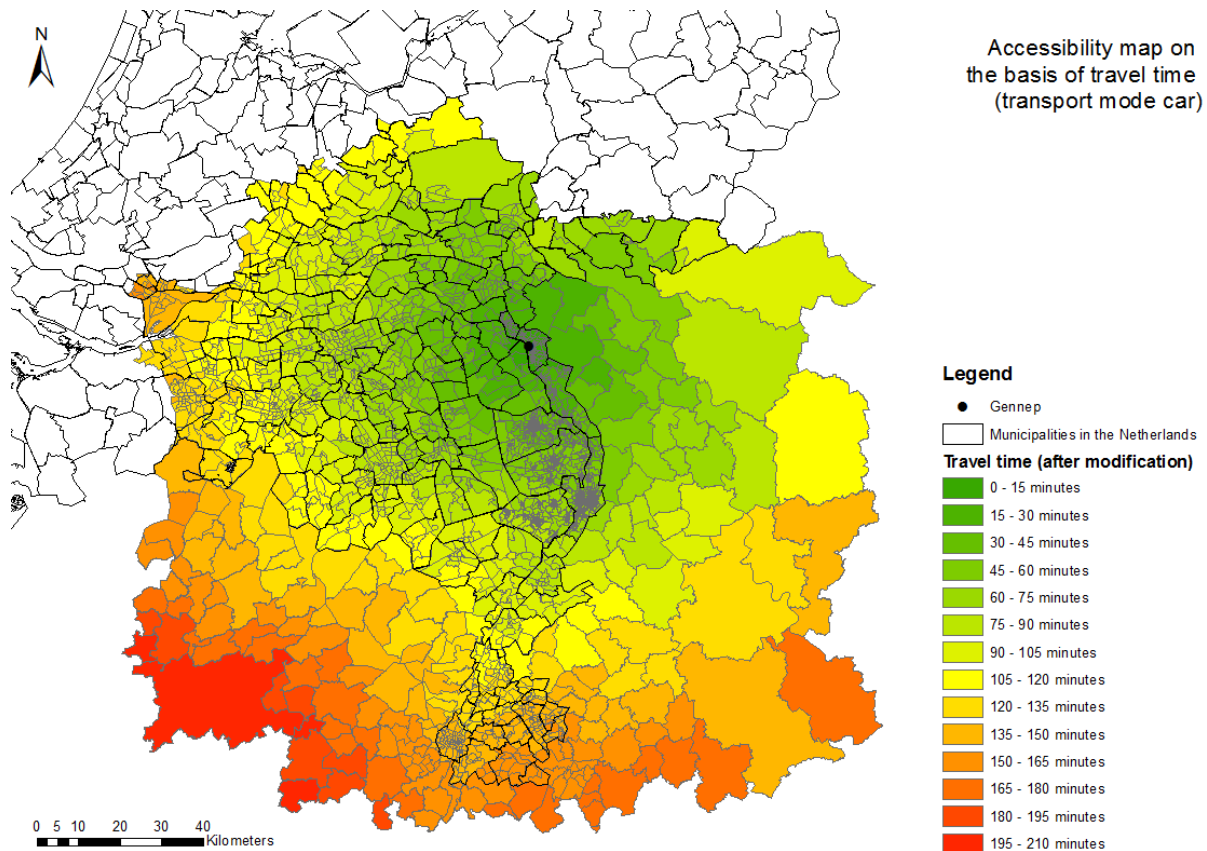 N
Accessibility map on
the basis of travel time
(transport mode car)
Legend
Gennep
Municipalities in the Netherlands
Travel time (after modification)
0 - 15 minutes
15 - 30 minutes
30 - 45 minutes
45 - 60 minutes
60 - 75 minutes
75 - 90 minutes
90 - 105 minutes
105 - 120 minutes
120 - 135 minutes
135 - 150 minutes
150 - 165 minutes
165 - 180 minutes
180 - 195 minutes
195 - 210 minutes
0 5 10 20 30 40
Kilometers